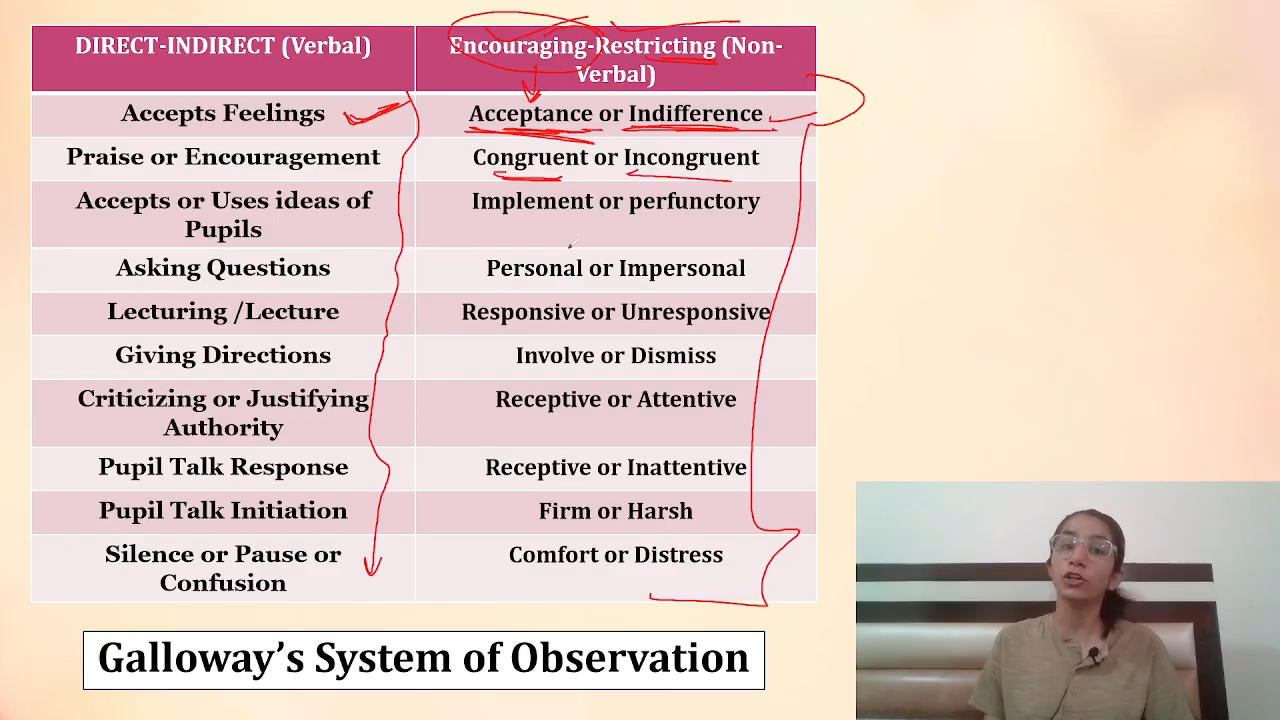 DIRECT-INDIRECT (Verbal)
Encouraging-Restricting (Non-
Verbal)
Accepts Feelings
Acceptance or Indifference
Praise or Encouragement
Congruent or Incongruent
Accepts or Uses ideas of
Pupils
Implement or perfunctory
Asking Questions
Personal or Impersonal
Lecturing /Lecture
Responsive or Unresponsive
Giving Directions
Involve or Dismiss
Criticizing or Justifying
Authority
Receptive or Attentive
Pupil Talk Response
Receptive or Inattentive
Pupil Talk Initiation
Firm or Harsh
Silence or Pause or
Confusion
Comfort or Distress
Galloway's System of Observation